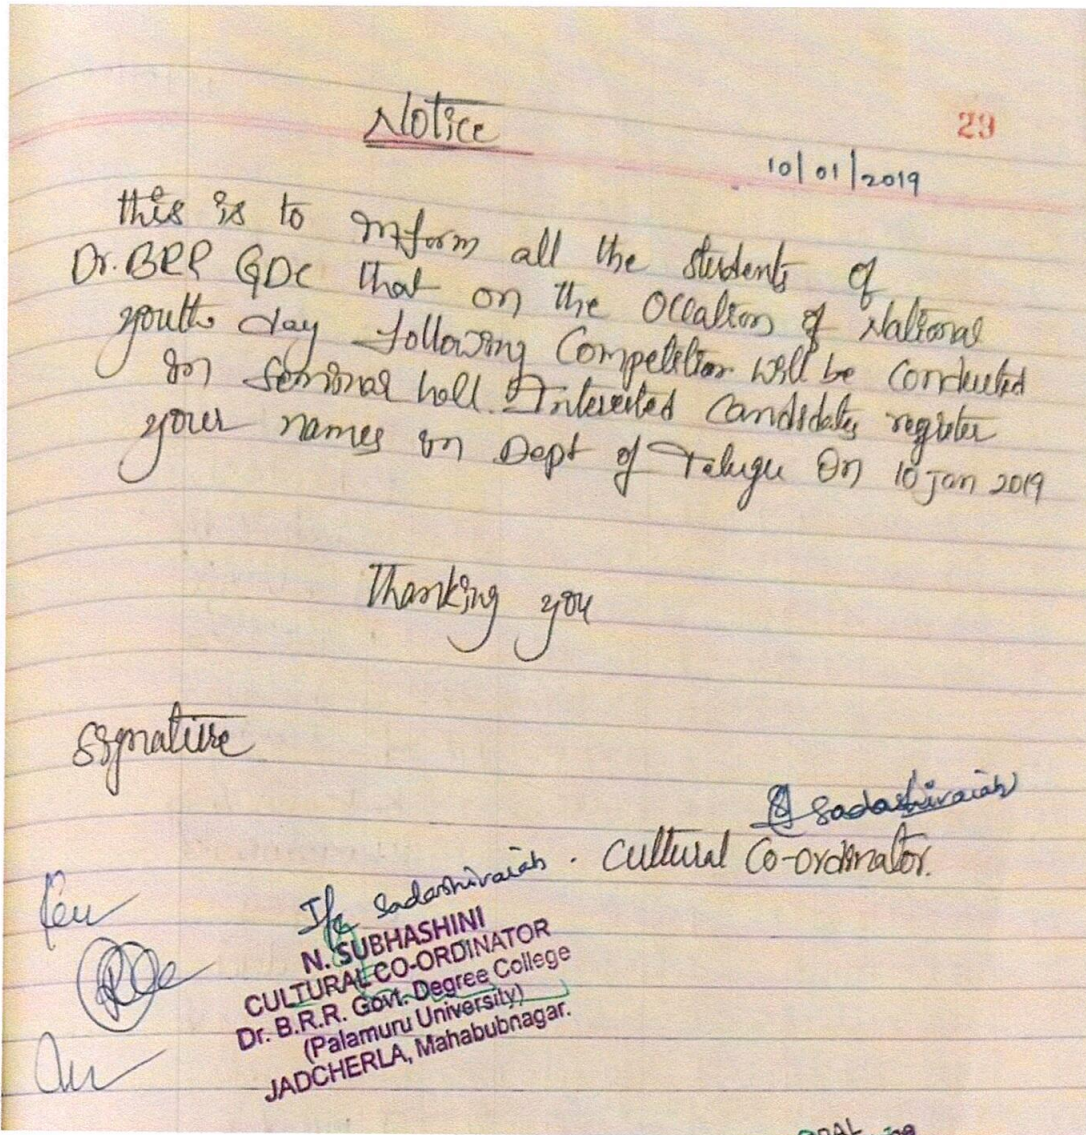 Notice
29
10/01/2019
this is to inform all the students of
Dr. BRR GDC that on the occation of National
youth day following Competition will be conducted
in Seminar hall. Interested candidates register
your names in Dept of Telugu On 10 Jan 2019
Thanking you
Signature
Sadashivaiah
Cultural Co-ordinator.
Sadashivaiah
N. SUBHASHINI
CULTURAL CO-ORDINATOR
Dr. B.R.R. Govt. Degree College
(Palamuru University)
JADCHERLA, Mahabubnagar.